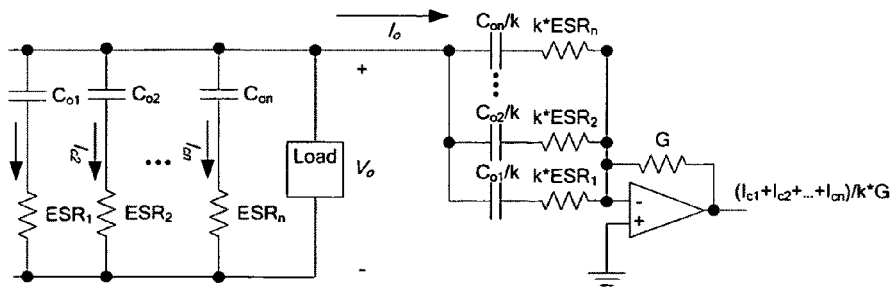 I_o
C_on/k k*ESR_n
C_o1 C_o2 C_on
+
I_c2 I_cn
Load
V_o
ESR_1 ESR_2 ESR_n
-
C_o2/k k*ESR_2
C_o1/k k*ESR_1
G
-
+
(I_c1+I_c2+...+I_cn)/k*G